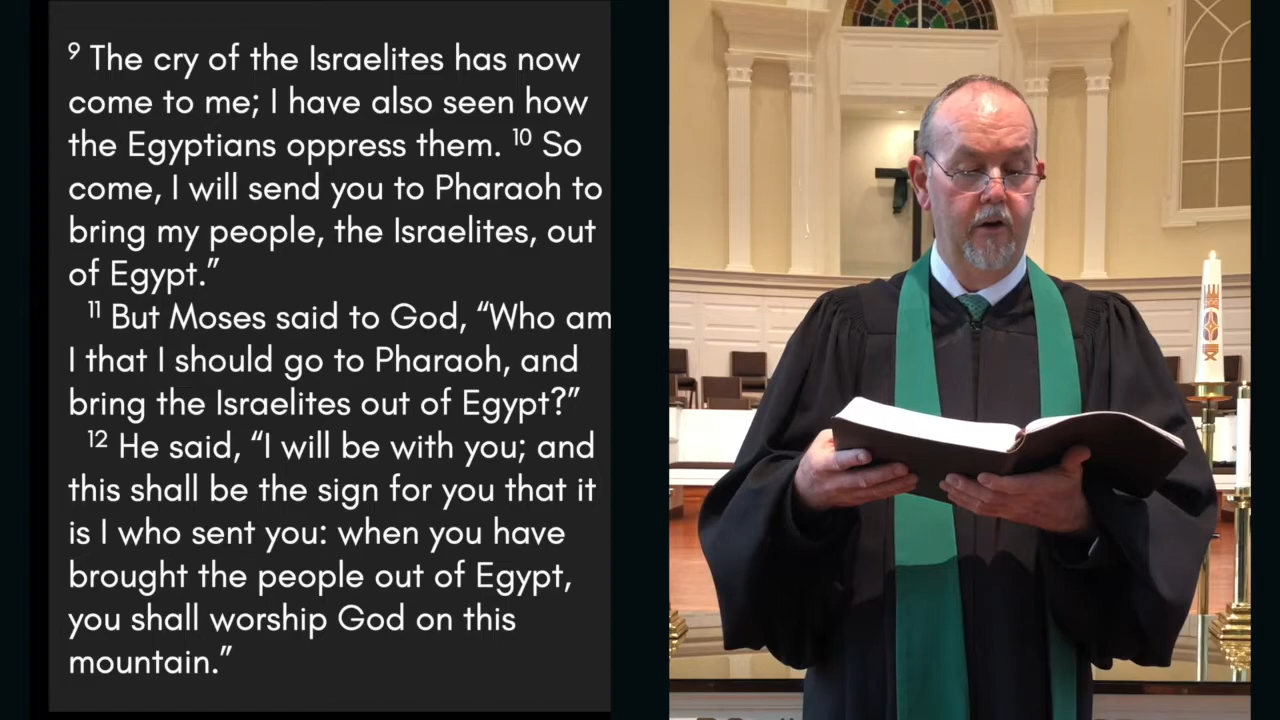 ⁹ The cry of the Israelites has now
come to me; I have also seen how
the Egyptians oppress them. ¹⁰ So
come, I will send you to Pharaoh to
bring my people, the Israelites, out
of Egypt.”
¹¹ But Moses said to God, “Who am
I that I should go to Pharaoh, and
bring the Israelites out of Egypt?”
¹² He said, “I will be with you; and
this shall be the sign for you that it
is I who sent you: when you have
brought the people out of Egypt,
you shall worship God on this
mountain.”